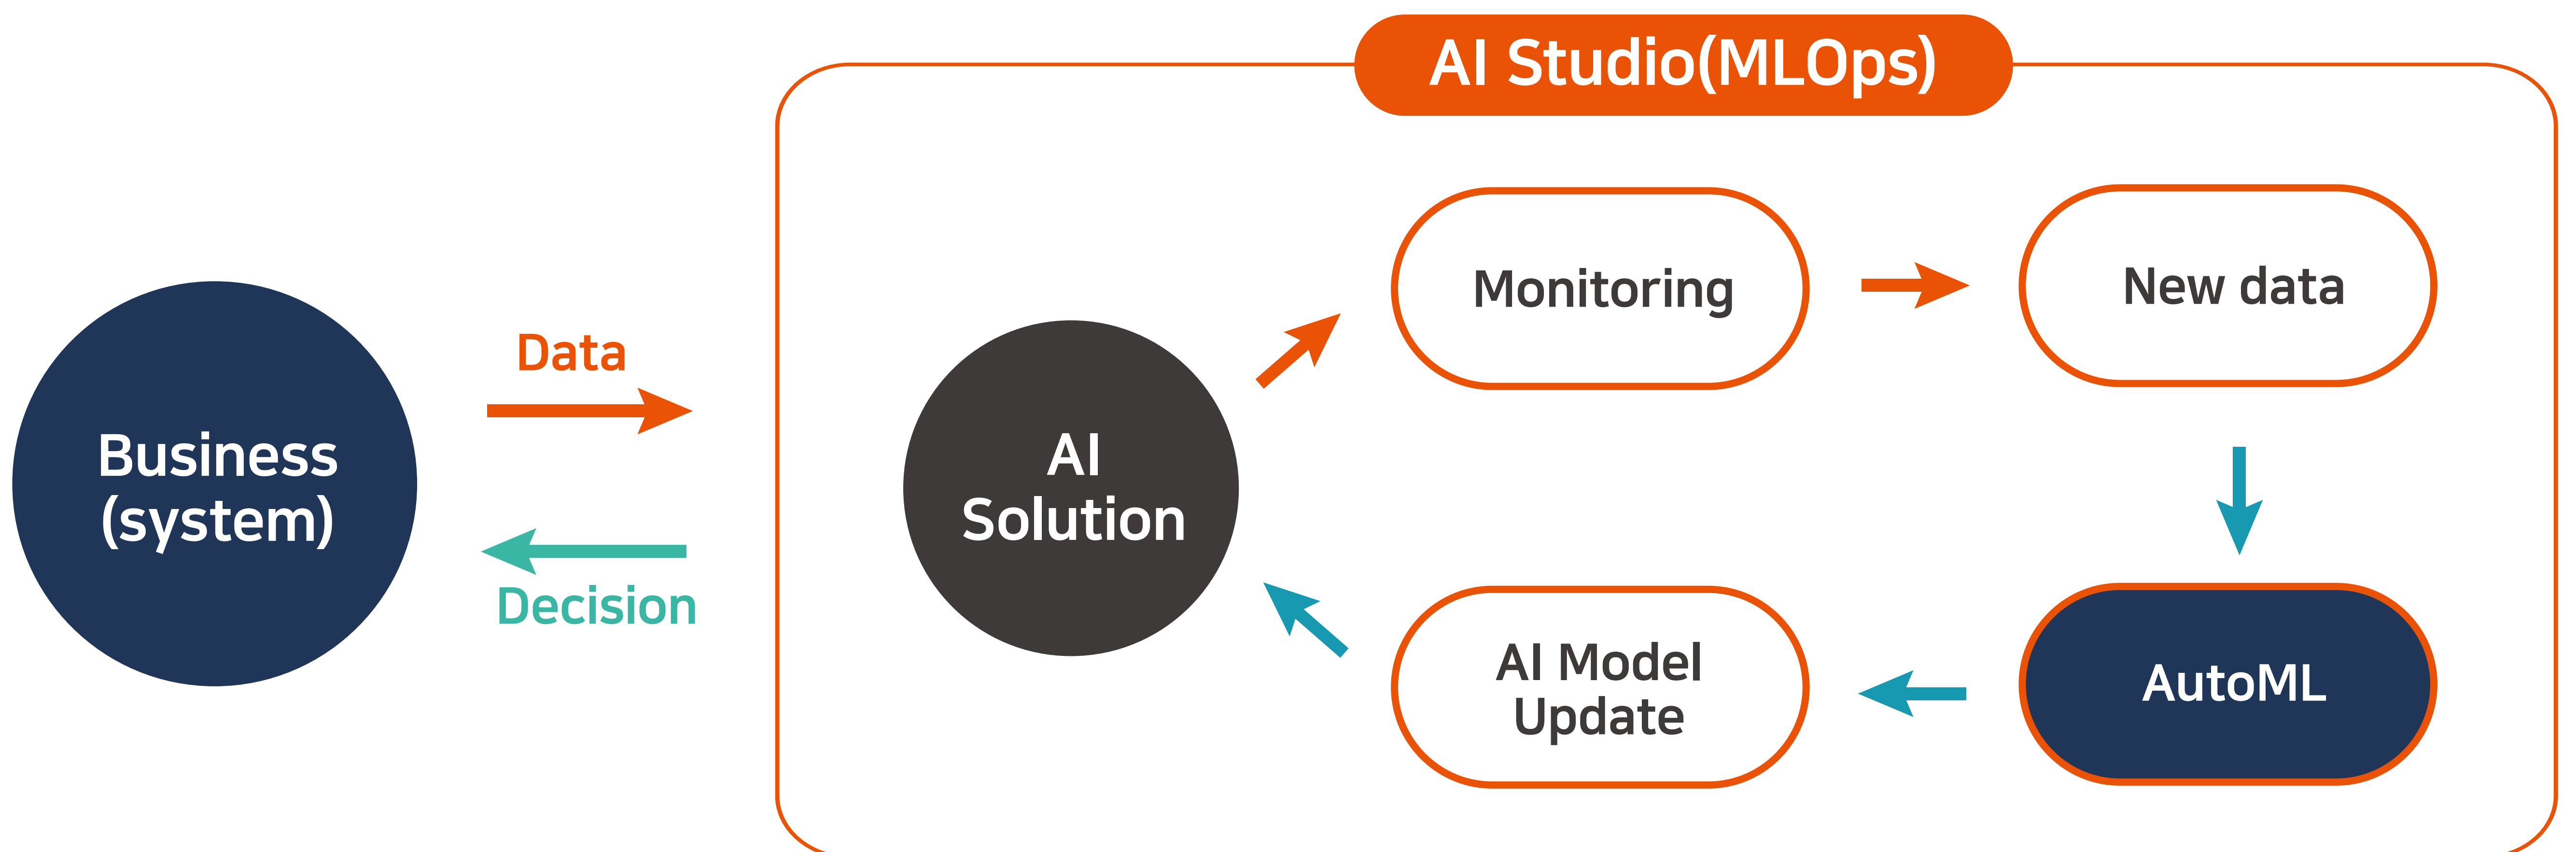 AI Studio(MLOps)
Business
(system)
Data
Decision
AI
Solution
Monitoring
New data
AutoML
AI Model
Update